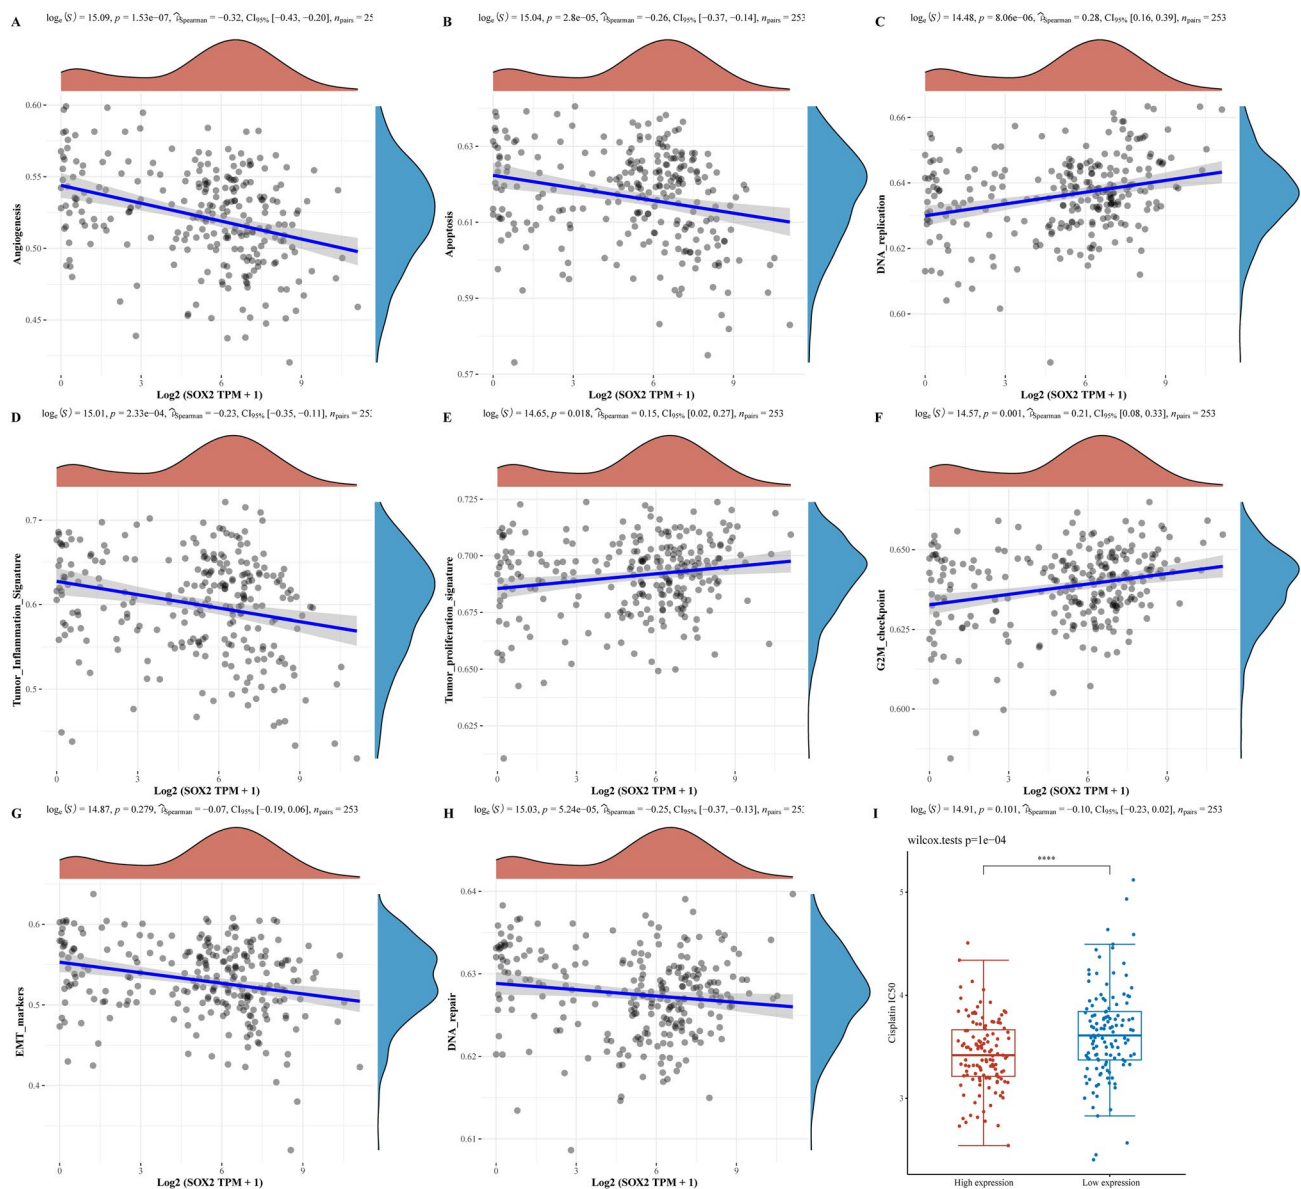 A
logₑ(S) = 15.09, p = 1.53e−07, ρ̂Spearman = −0.32, CI95% [−0.43, −0.20], npairs = 25
0.60
0.55
0.50
0.45
Angiogenesis
0 3 6 9
Log2 (SOX2 TPM + 1)
B
logₑ(S) = 15.04, p = 2.8e−05, ρ̂Spearman = −0.26, CI95% [−0.37, −0.14], npairs = 253
0.63
0.61
0.59
0.57
Apoptosis
0 3 6 9
Log2 (SOX2 TPM + 1)
C
logₑ(S) = 14.48, p = 8.06e−06, ρ̂Spearman = 0.28, CI95% [0.16, 0.39], npairs = 253
0.66
0.64
0.62
0.60
DNA_replication
0 3 6 9
Log2 (SOX2 TPM + 1)
D
logₑ(S) = 15.01, p = 2.33e−04, ρ̂Spearman = −0.23, CI95% [−0.35, −0.11], npairs = 25
0.7
0.6
0.5
Tumor_Inflammation_Signature
0 3 6 9
Log2 (SOX2 TPM + 1)
E
logₑ(S) = 14.65, p = 0.018, ρ̂Spearman = 0.15, CI95% [0.02, 0.27], npairs = 253
0.725
0.700
0.675
0.650
0.625
Tumor_proliferation_signature
0 3 6 9
Log2 (SOX2 TPM + 1)
F
logₑ(S) = 14.57, p = 0.001, ρ̂Spearman = 0.21, CI95% [0.08, 0.33], npairs = 253
0.650
0.625
0.600
G2M_checkpoint
0 3 6 9
Log2 (SOX2 TPM + 1)
G
logₑ(S) = 14.87, p = 0.279, ρ̂Spearman = −0.07, CI95% [−0.19, 0.06], npairs = 253
0.6
0.5
0.4
EMT_markers
0 3 6 9
Log2 (SOX2 TPM + 1)
H
logₑ(S) = 15.03, p = 5.24e−05, ρ̂Spearman = −0.25, CI95% [−0.37, −0.13], npairs = 25
0.64
0.63
0.62
0.61
DNA_repair
0 3 6 9
Log2 (SOX2 TPM + 1)
I
logₑ(S) = 14.91, p = 0.101, ρ̂Spearman = −0.10, CI95% [−0.23, 0.02], npairs = 253
wilcox.tests p=1e−04
****
5
4
3
Cisplatin IC50
High expression Low expression